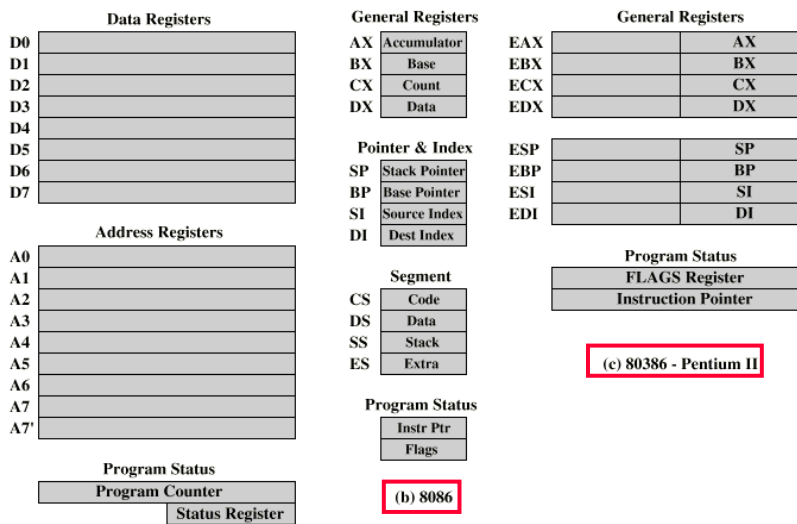 Data Registers
D0
D1
D2
D3
D4
D5
D6
D7
Address Registers
A0
A1
A2
A3
A4
A5
A6
A7
A7'
Program Status
Program Counter
Status Register
General Registers
AX Accumulator
BX Base
CX Count
DX Data
Pointer & Index
SP Stack Pointer
BP Base Pointer
SI Source Index
DI Dest Index
Segment
CS Code
DS Data
SS Stack
ES Extra
Program Status
Instr Ptr
Flags
(b) 8086
General Registers
EAX AX
EBX BX
ECX CX
EDX DX
ESP SP
EBP BP
ESI SI
EDI DI
Program Status
FLAGS Register
Instruction Pointer
(c) 80386 - Pentium II